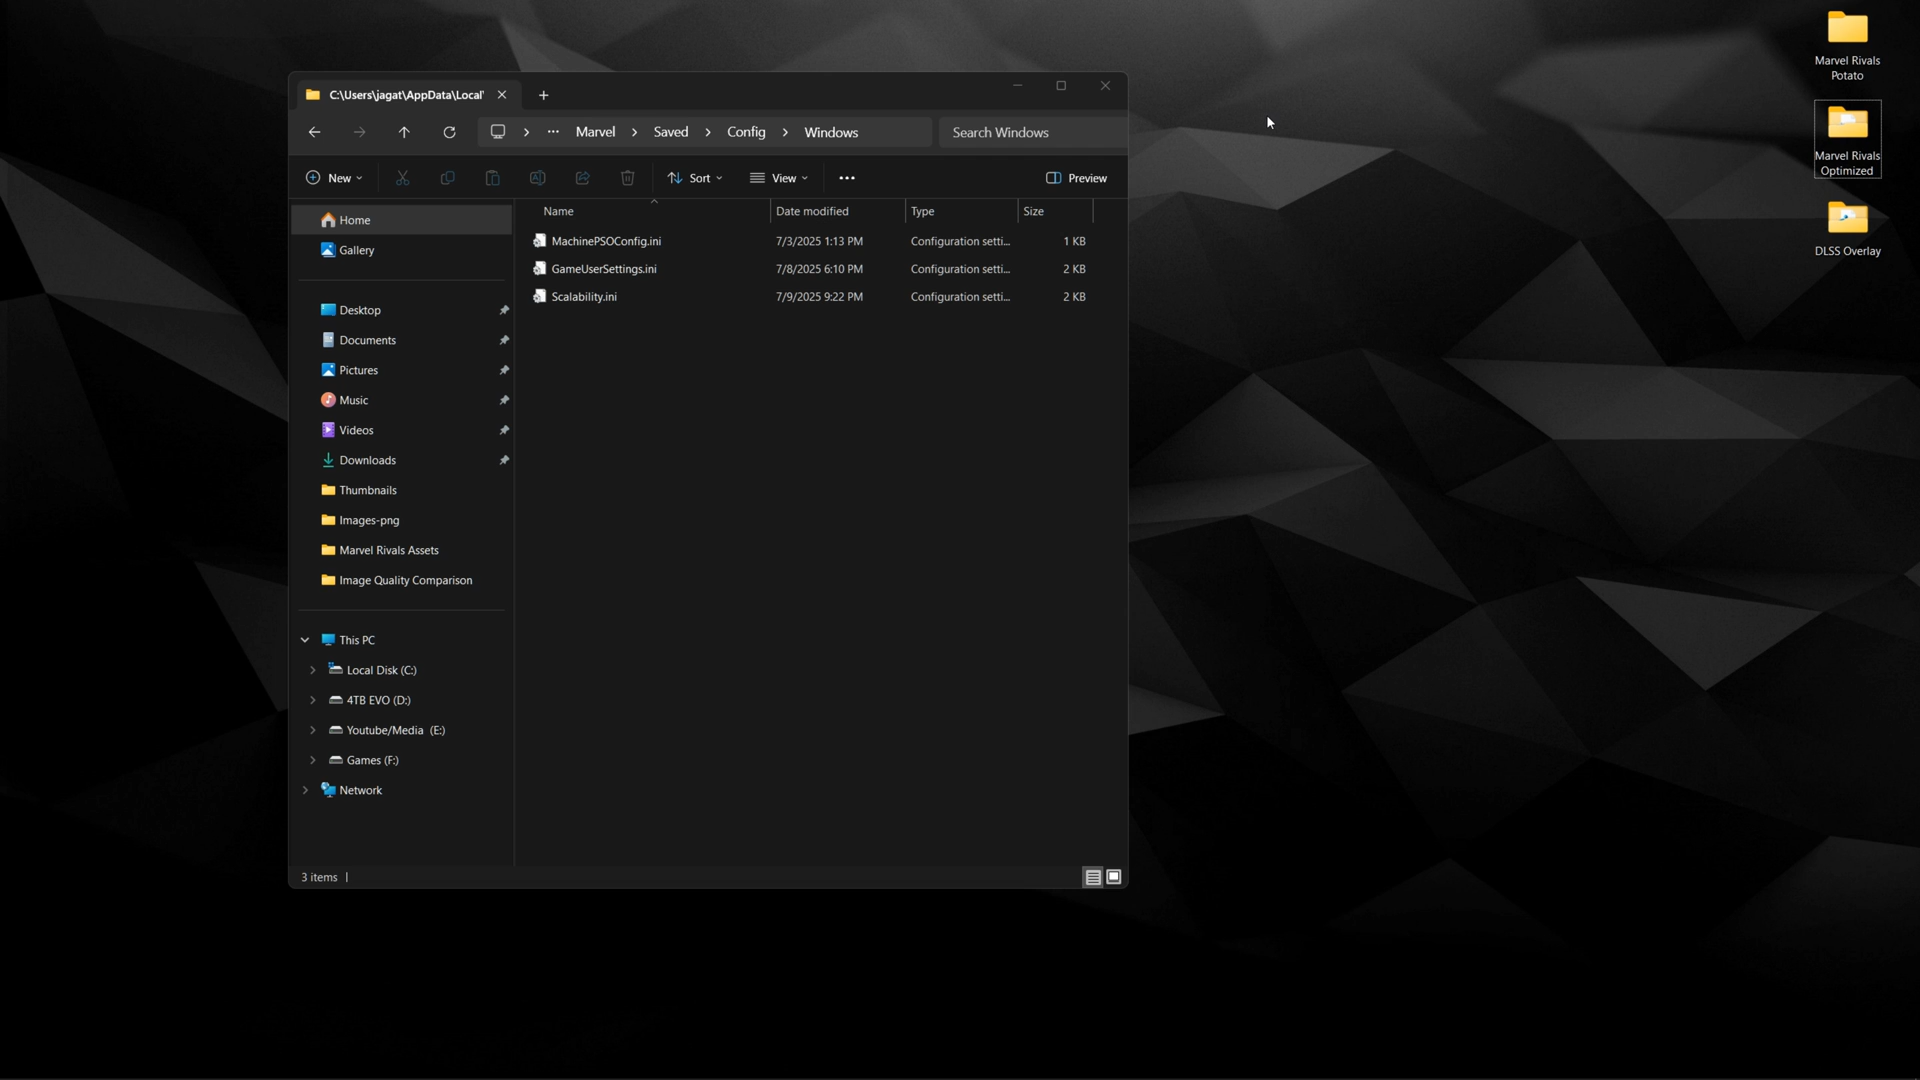 C:\Users\jagat\AppData\Local'
Marvel
Saved
Config
Windows
Search Windows
New
Sort
View
Preview
Name
Date modified
Type
Size
MachinePSOConfig.ini
7/3/2025 1:13 PM
Configuration setti...
1 KB
GameUserSettings.ini
7/8/2025 6:10 PM
Configuration setti...
2 KB
Scalability.ini
7/9/2025 9:22 PM
Configuration setti...
2 KB
Home
Gallery
Desktop
Documents
Pictures
Music
Videos
Downloads
Thumbnails
Images-png
Marvel Rivals Assets
Image Quality Comparison
This PC
Local Disk (C:)
4TB EVO (D:)
Youtube/Media (E:)
Games (F:)
Network
3 items
Marvel Rivals
Potato
Marvel Rivals
Optimized
DLSS Overlay